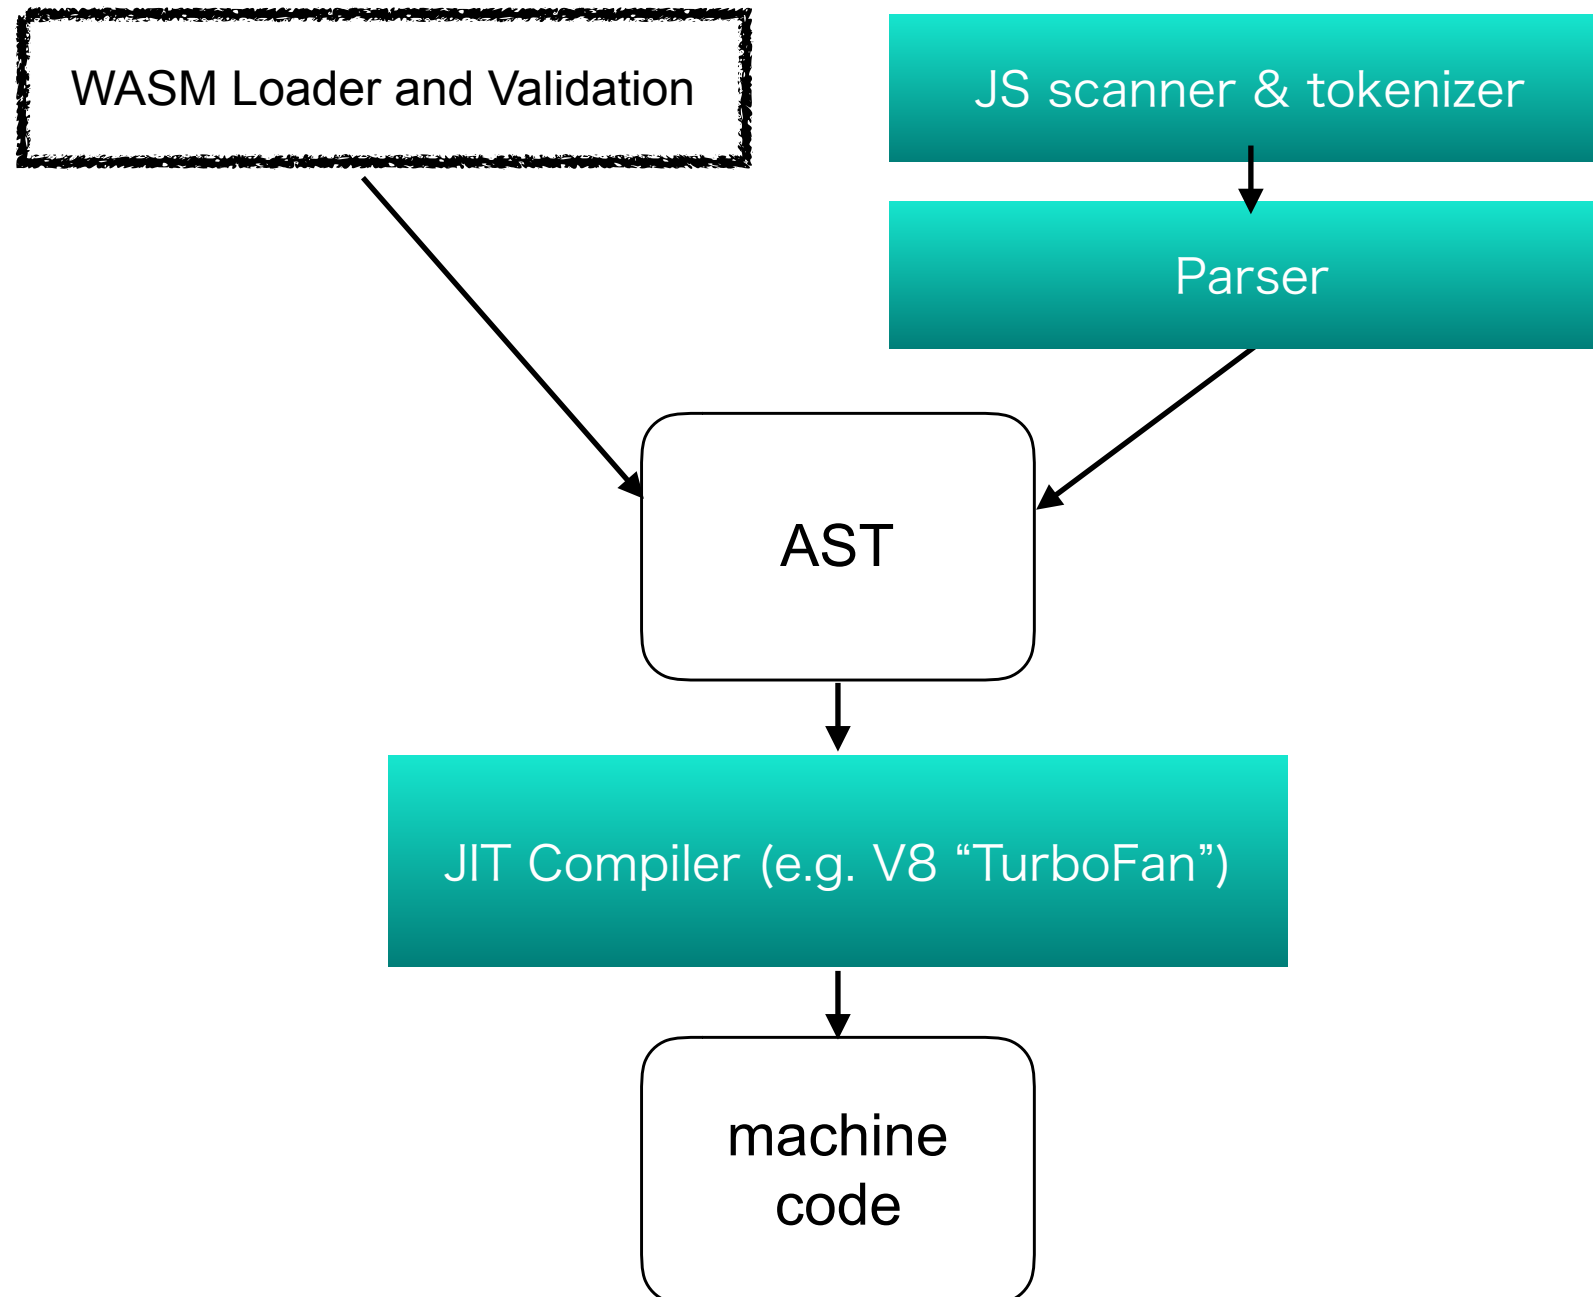 WASM Loader and Validation
JS scanner & tokenizer
Parser
AST
JIT Compiler (e.g. V8 “TurboFan”)
machine
code